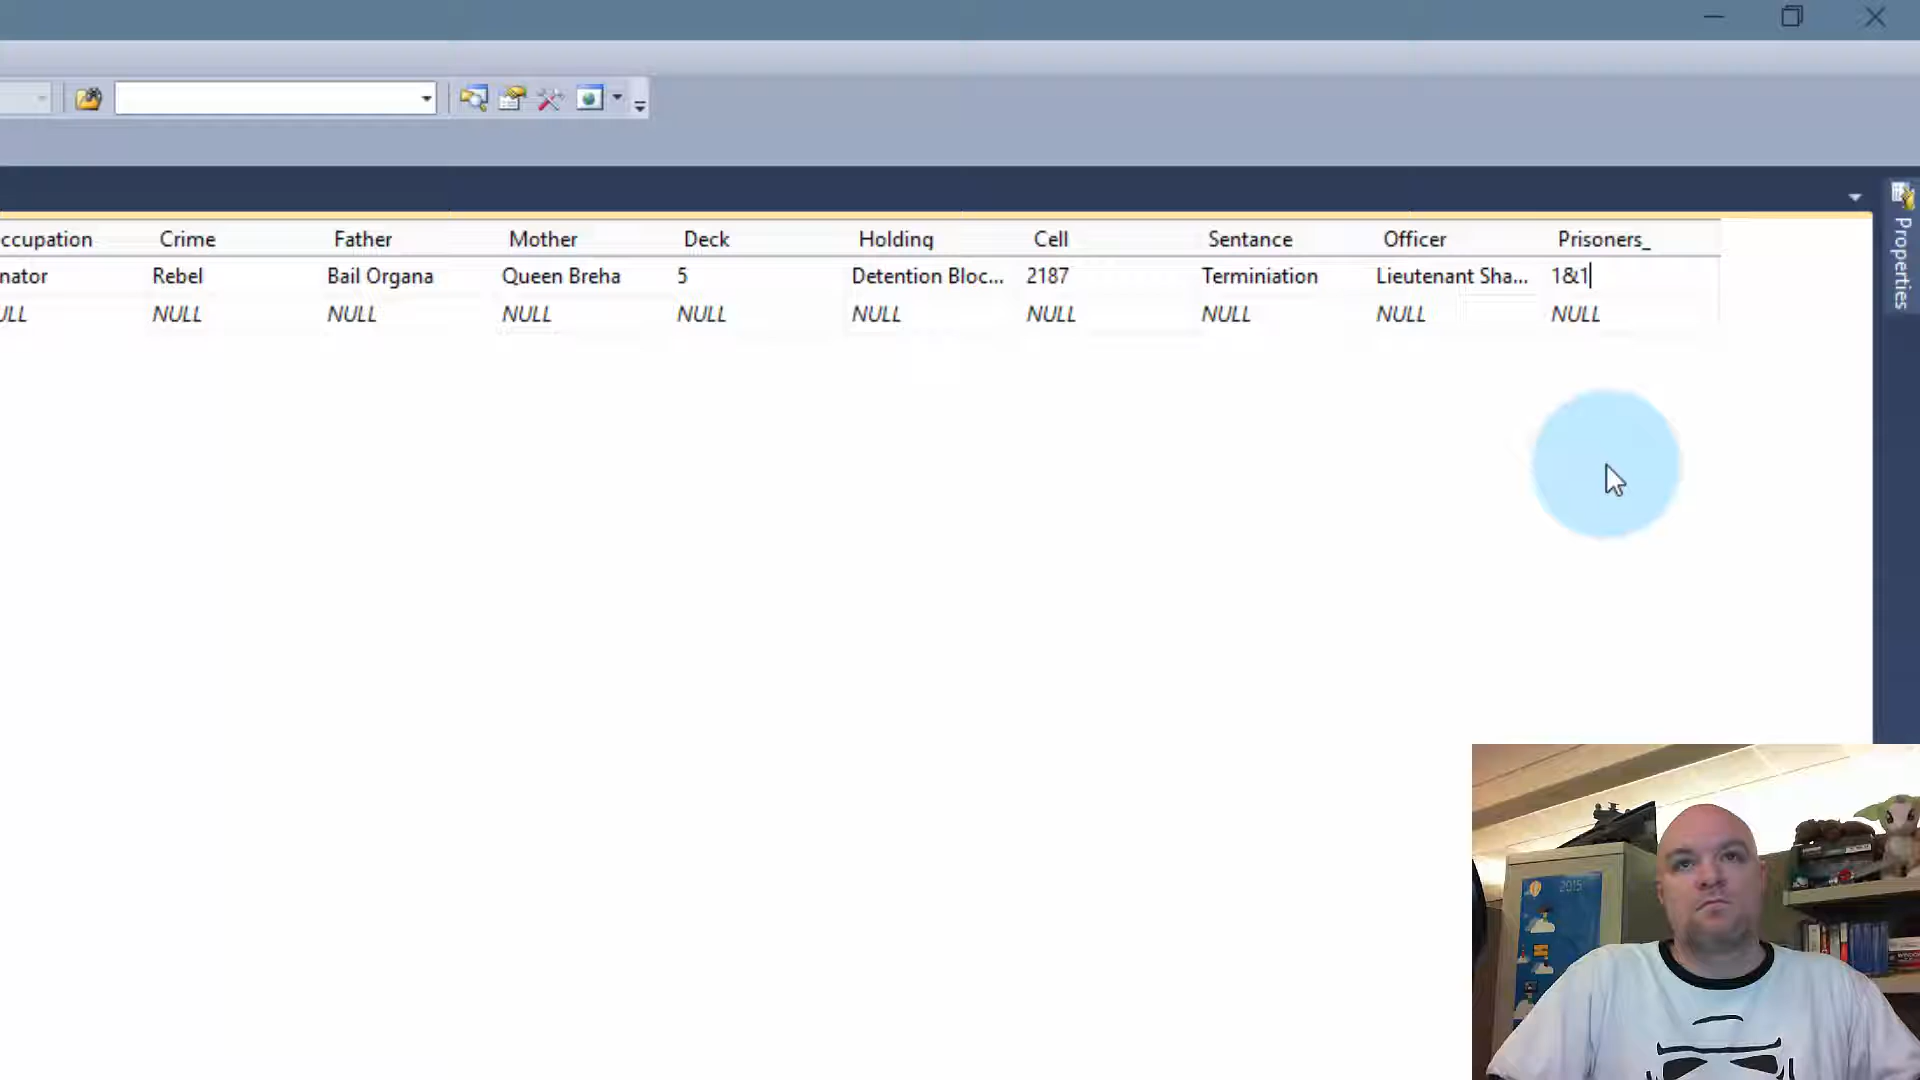 ccupation Crime Father Mother Deck Holding Cell Sentance Officer Prisoners_
nator Rebel Bail Organa Queen Breha 5 Detention Bloc... 2187 Terminiation Lieutenant Sha... 1&1
ULL NULL NULL NULL NULL NULL NULL NULL NULL NULL
Properties
2015